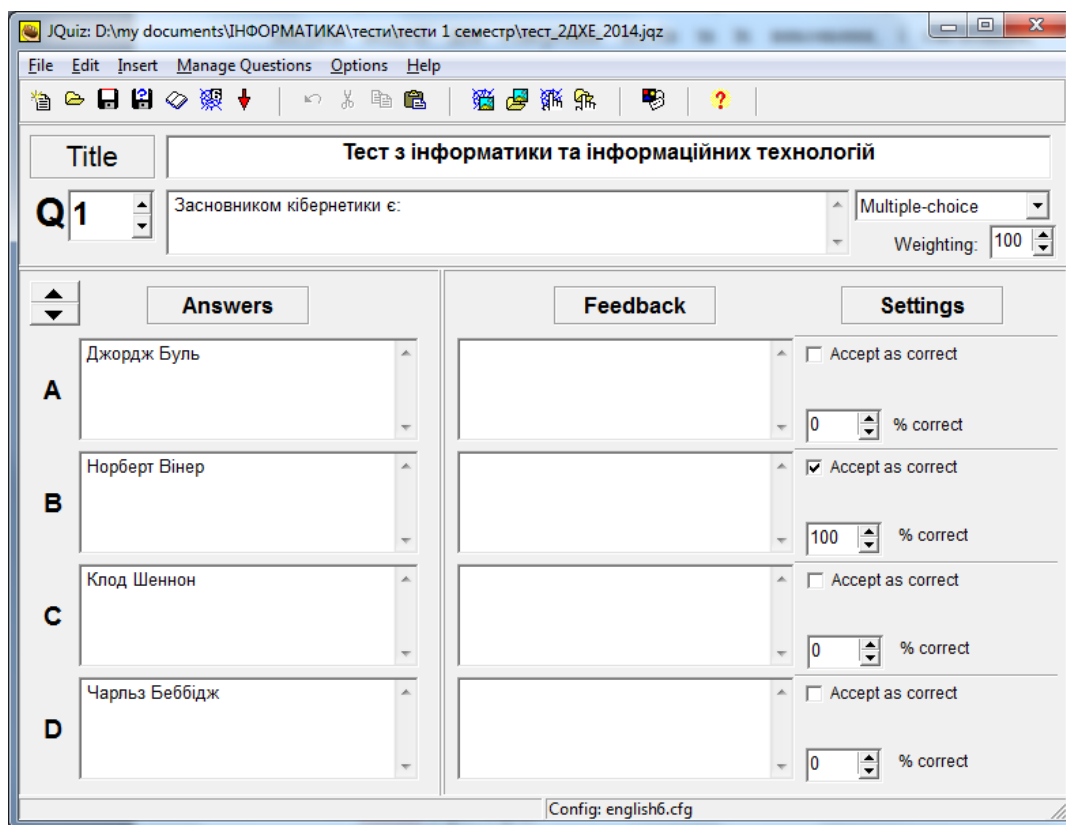 JQuiz: D:\my documents\ІНФОРМАТИКА\тести\тести 1 семестр\тест_2ДХЕ_2014.jqz
File Edit Insert Manage Questions Options Help
Title
Тест з інформатики та інформаційних технологій
Q 1
Засновником кібернетики є:
Multiple-choice
Weighting: 100
Answers Feedback Settings
A
Джордж Буль
Accept as correct
0 % correct
B
Норберт Вінер
Accept as correct
100 % correct
C
Клод Шеннон
Accept as correct
0 % correct
D
Чарльз Беббідж
Accept as correct
0 % correct
Config: english6.cfg